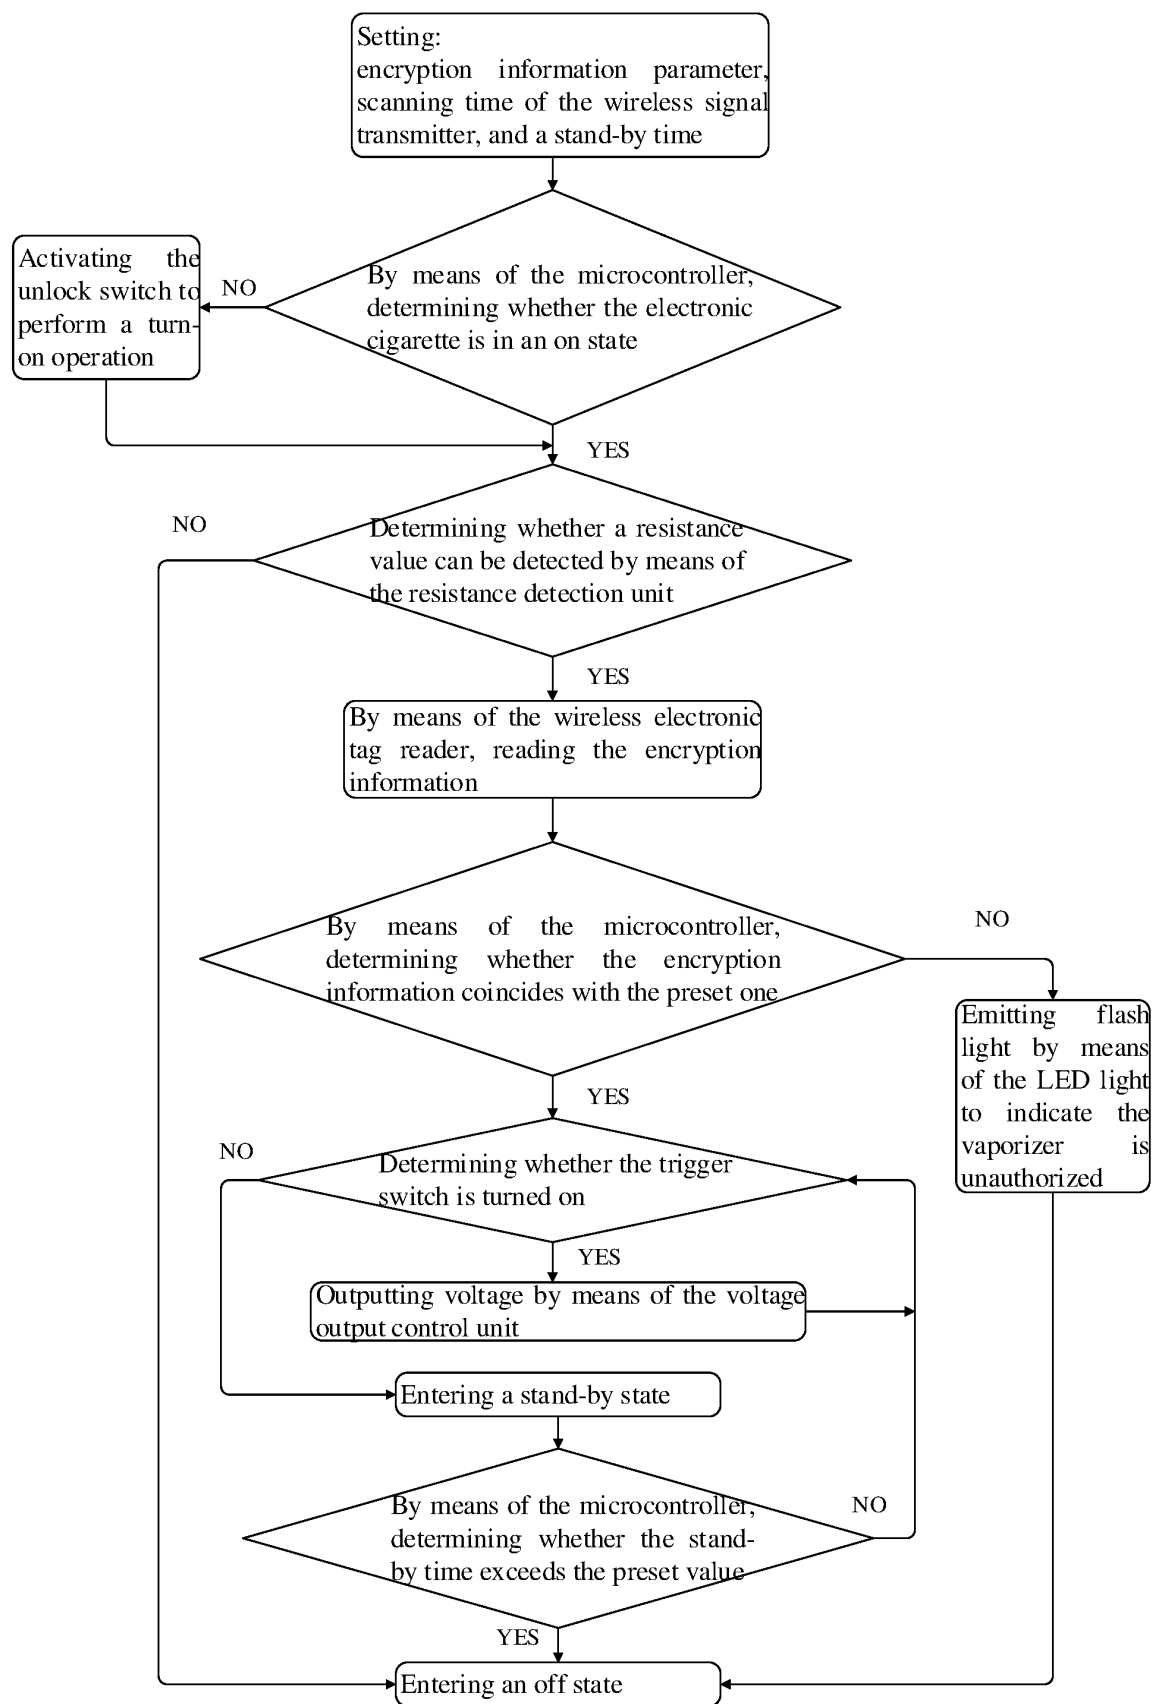 Setting:
encryption information parameter,
scanning time of the wireless signal
transmitter, and a stand-by time
Activating the
unlock switch to
perform a turn-
on operation
NO
By means of the microcontroller,
determining whether the electronic
cigarette is in an on state
YES
NO
Determining whether a resistance
value can be detected by means of
the resistance detection unit
YES
By means of the wireless electronic
tag reader, reading the encryption
information
By means of the microcontroller,
determining whether the encryption
information coincides with the preset one
NO
Emitting flash
light by means
of the LED light
to indicate the
vaporizer is
unauthorized
YES
NO
Determining whether the trigger
switch is turned on
YES
Outputting voltage by means of the voltage
output control unit
Entering a stand-by state
By means of the microcontroller,
determining whether the stand-
by time exceeds the preset value
NO
YES
Entering an off state